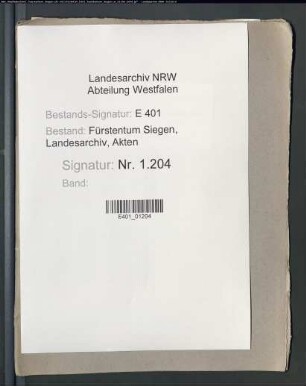 Landesarchiv NRW
Abteilung Westfalen
Bestands-Signatur: E 401
Bestand: Fürstentum Siegen,
Landesarchiv, Akten
Signatur: Nr. 1.204
Band:
E401_01204